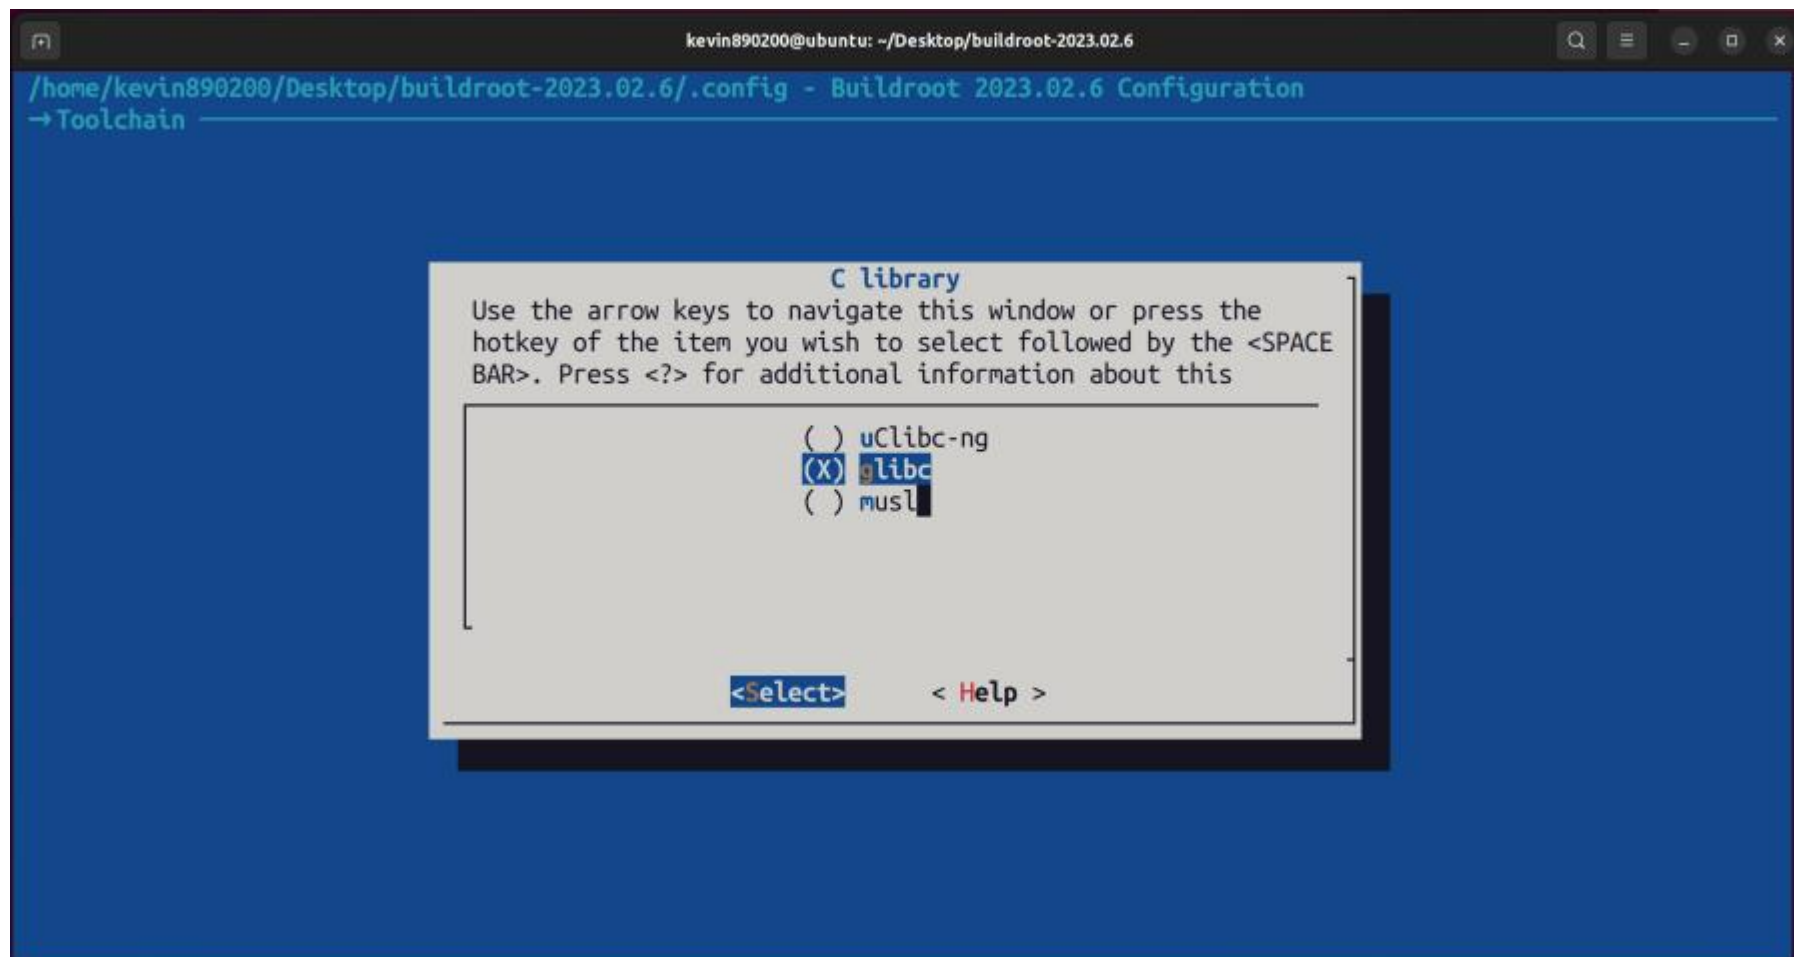 kevin890200@ubuntu: ~/Desktop/buildroot-2023.02.6
/home/kevin890200/Desktop/buildroot-2023.02.6/.config - Buildroot 2023.02.6 Configuration
→Toolchain
C library
Use the arrow keys to navigate this window or press the
hotkey of the item you wish to select followed by the <SPACE
BAR>. Press <?> for additional information about this
( ) uClibc-ng
(X) glibc
( ) musl
<Select> < Help >